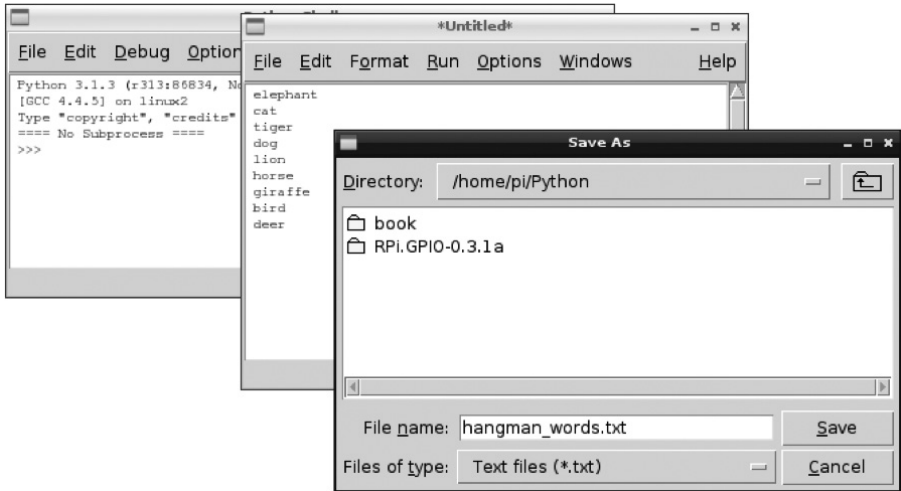 File Edit Debug Option
Python 3.1.3 (r313:86834, No
[GCC 4.4.5] on linux2
Type "copyright", "credits"
==== No Subprocess ====
>>>
*Untitled*
File Edit Format Run Options Windows Help
elephant
cat
tiger
dog
lion
horse
giraffe
bird
deer
Save As
Directory: /home/pi/Python
book
RPi.GPIO-0.3.1a
File name: hangman_words.txt Save
Files of type: Text files (*.txt) Cancel